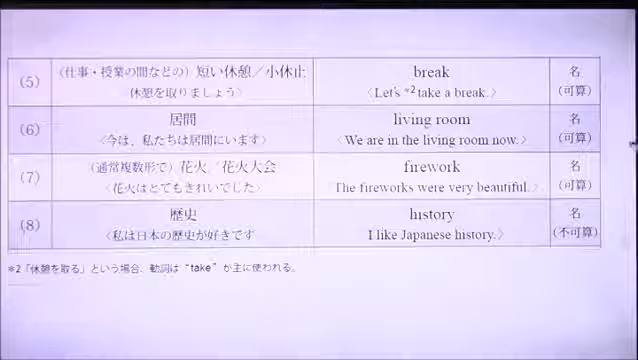 (5)
(仕事・授業の間などの) 短い休憩／小休止
休憩を取りましょう〉
break
〈Let's *2 take a break.〉
名
(可算)
(6)
居間
〈今は、私たちは居間にいます〉
living room
〈We are in the living room now.〉
名
(可算)
(7)
(通常複数形で) 花火／花火大会
〈花火はとてもきれいでした〉
firework
The fireworks were very beautiful.〉
名
(可算)
(8)
歴史
〈私は日本の歴史が好きです
history
I like Japanese history.〉
名
(不可算)
*2「休憩を取る」という場合、動詞は“take”が主に使われる。